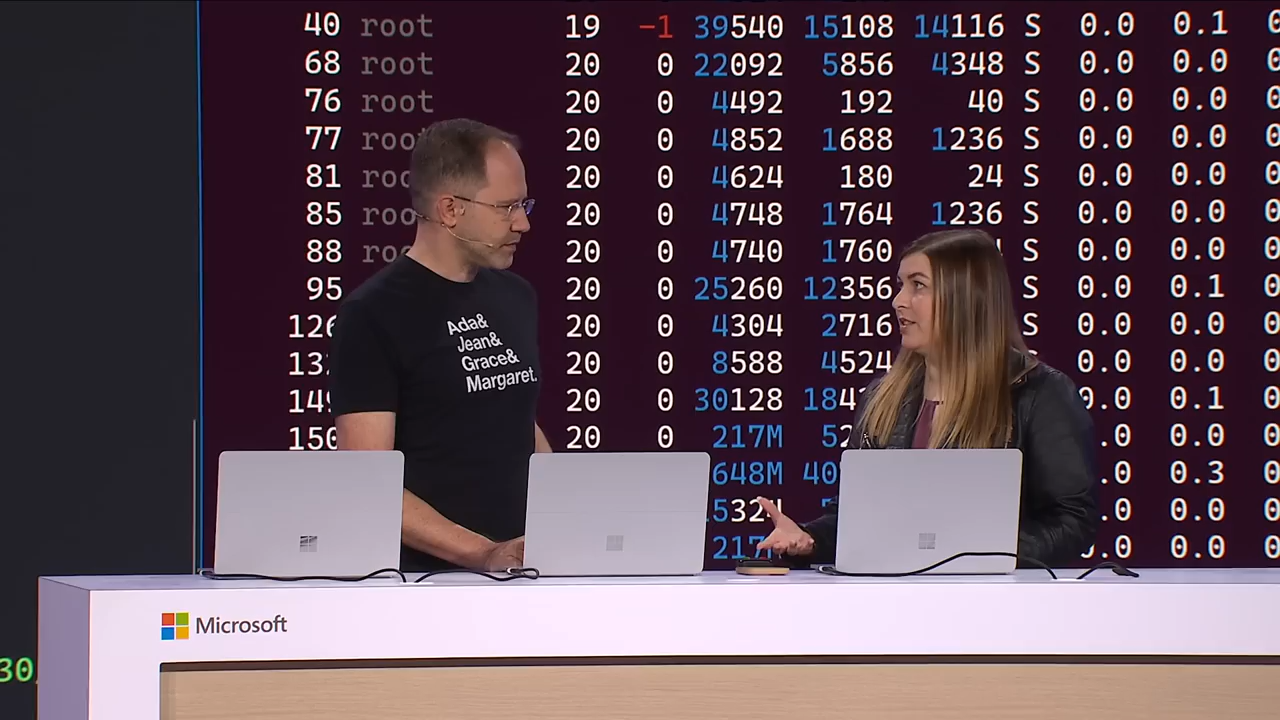 40 root 19 -1 39540 15108 14116 S 0.0 0.1
68 root 20 0 22092 5856 4348 S 0.0 0.0
76 root 20 0 4492 192 40 S 0.0 0.0
77 20 0 4852 1688 1236 S 0.0 0.0
81 20 0 4624 180 24 S 0.0 0.0
85 20 0 4748 1764 1236 S 0.0 0.0
88 20 0 4740 1760 S 0.0 0.0
95 20 0 25260 12356 S 0.0 0.1
20 0 4304 2716 S 0.0 0.0
20 0 8588 4524 0.0 0.0
20 0 30128 0.0 0.1
150 20 0 217M 0.0 0.0
648M 0.3
0.0
0.0
Ada&
Jean&
Grace&
Margaret.
Microsoft
30